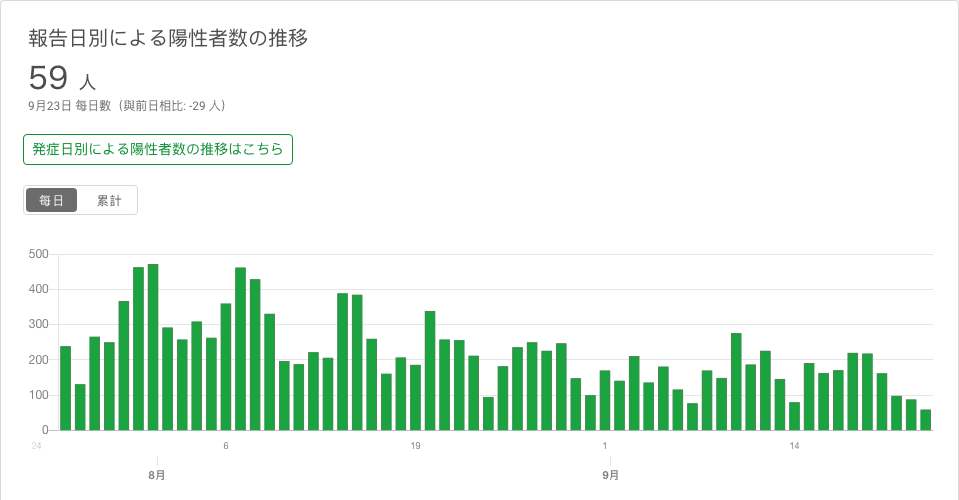 報告日別による陽性者数の推移
59 人
9月23日 每日數（與前日相比: -29 人）
発症日別による陽性者数の推移はこちら
每日 累計
500
400
300
200
100
0
24 6 19 1 14
8月 9月